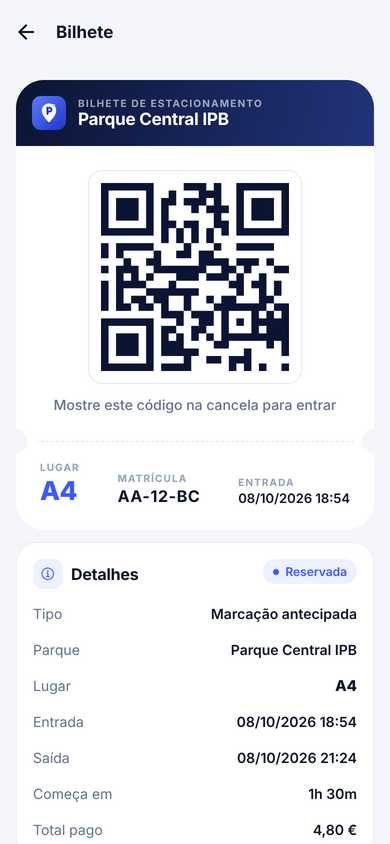 Bilhete
BILHETE DE ESTACIONAMENTO
P
Parque Central IPB
Mostre este código na cancela para entrar
LUGAR
A4
MATRÍCULA
AA-12-BC
ENTRADA
08/10/2026 18:54
Detalhes
Reservada
Tipo Marcação antecipada
Parque Parque Central IPB
Lugar A4
Entrada 08/10/2026 18:54
Saída 08/10/2026 21:24
Começa em 1h 30m
Total pago 4,80 €